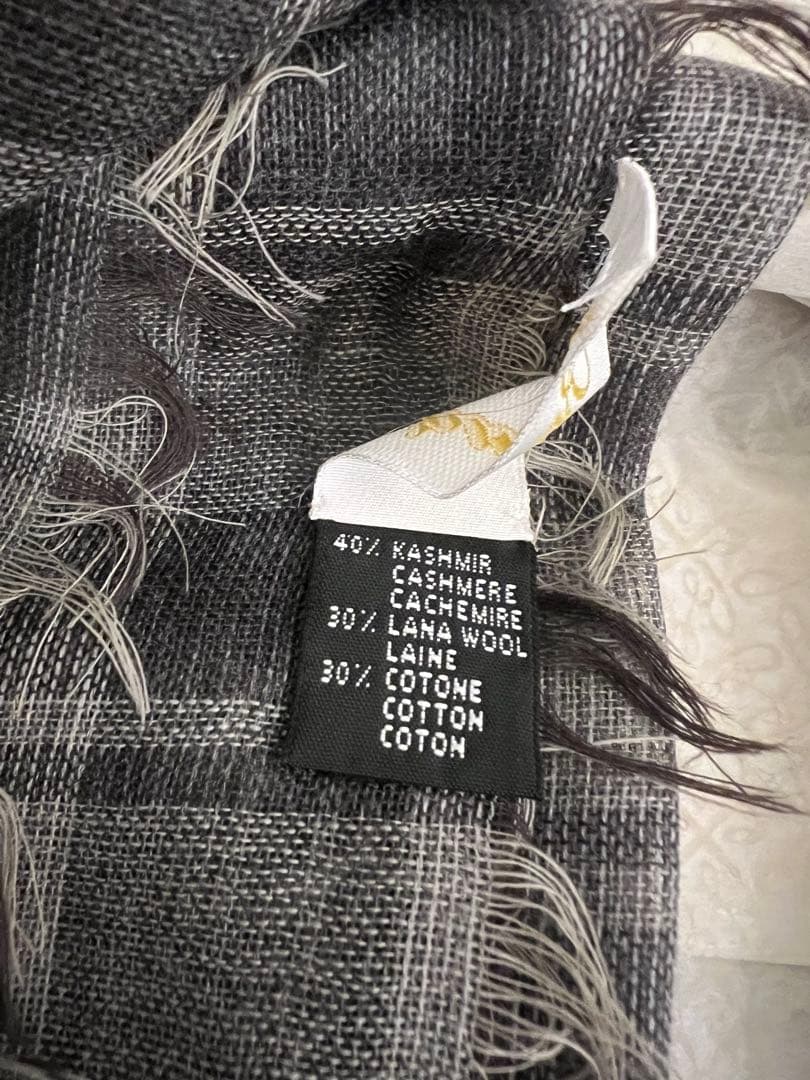 40% KASHMIR
CASHMERE
CACHEMIRE
30% LANA WOOL
LAINE
30% COTONE
COTTON
COTON